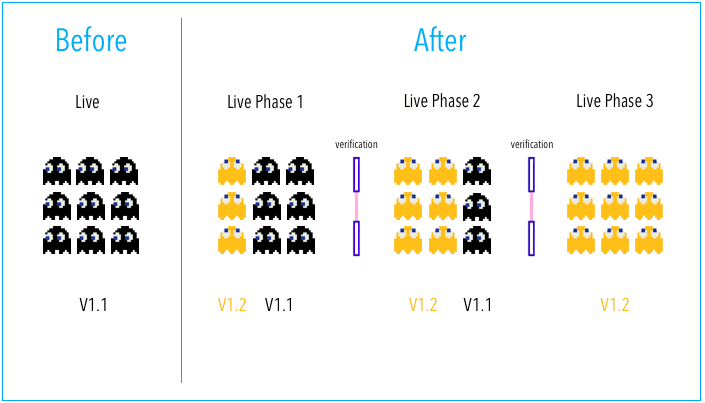 Before
After
Live
Live Phase 1
Live Phase 2
Live Phase 3
verification
verification
V1.1
V1.2 V1.1
V1.2 V1.1
V1.2